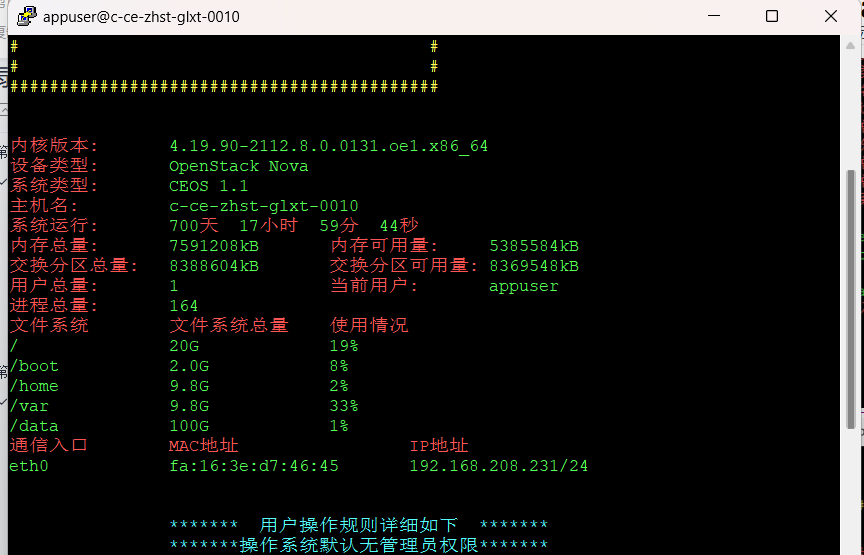 appuser@c-ce-zhst-glxt-0010
# #
# #
###########################################
内核版本: 4.19.90-2112.8.0.0131.oe1.x86_64
设备类型: OpenStack Nova
系统类型: CEOS 1.1
主机名: c-ce-zhst-glxt-0010
系统运行: 700天 17小时 59分 44秒
内存总量: 7591208kB 内存可用量: 5385584kB
交换分区总量: 8388604kB 交换分区可用量: 8369548kB
用户总量: 1 当前用户: appuser
进程总量: 164
文件系统 文件系统总量 使用情况
/ 20G 19%
/boot 2.0G 8%
/home 9.8G 2%
/var 9.8G 33%
/data 100G 1%
通信入口 MAC地址 IP地址
eth0 fa:16:3e:d7:46:45 192.168.208.231/24
******* 用户操作规则详细如下 *******
*******操作系统默认无管理员权限*******